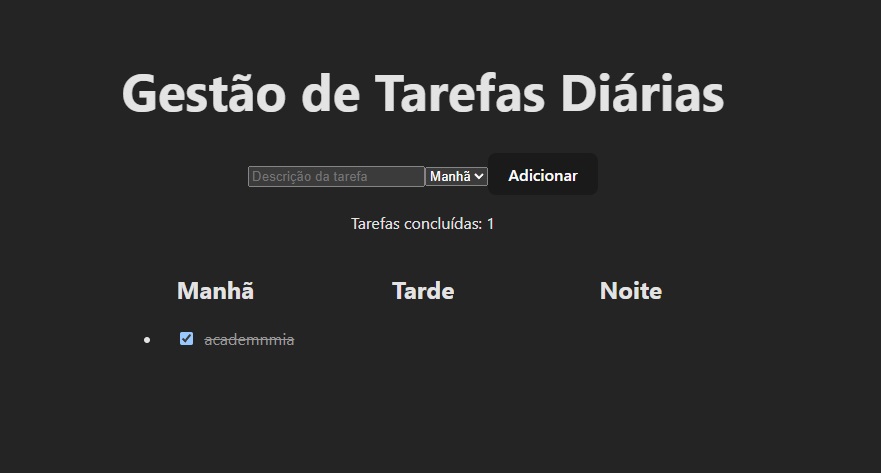 Gestão de Tarefas Diárias
Descrição da tarefa Manhã Adicionar
Tarefas concluídas: 1
Manhã Tarde Noite
academnmia